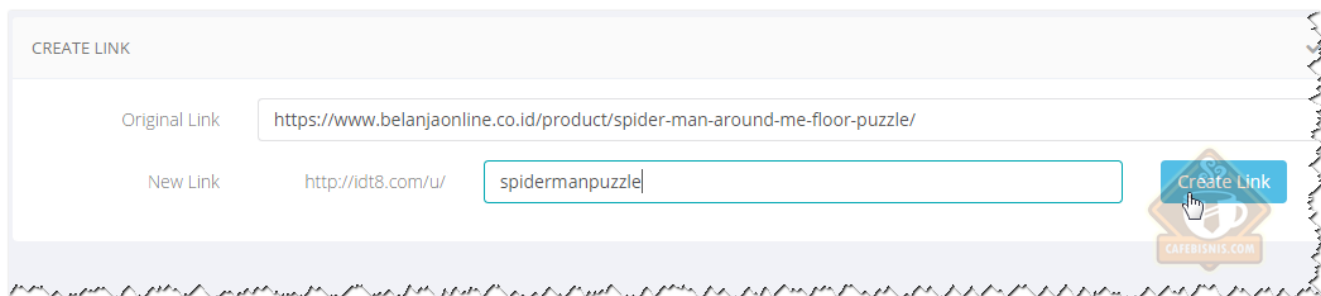 CREATE LINK
Original Link https://www.belanjaonline.co.id/product/spider-man-around-me-floor-puzzle/
New Link http://idt8.com/u/ spidermanpuzzle Create Link
CAFEBISNIS.COM